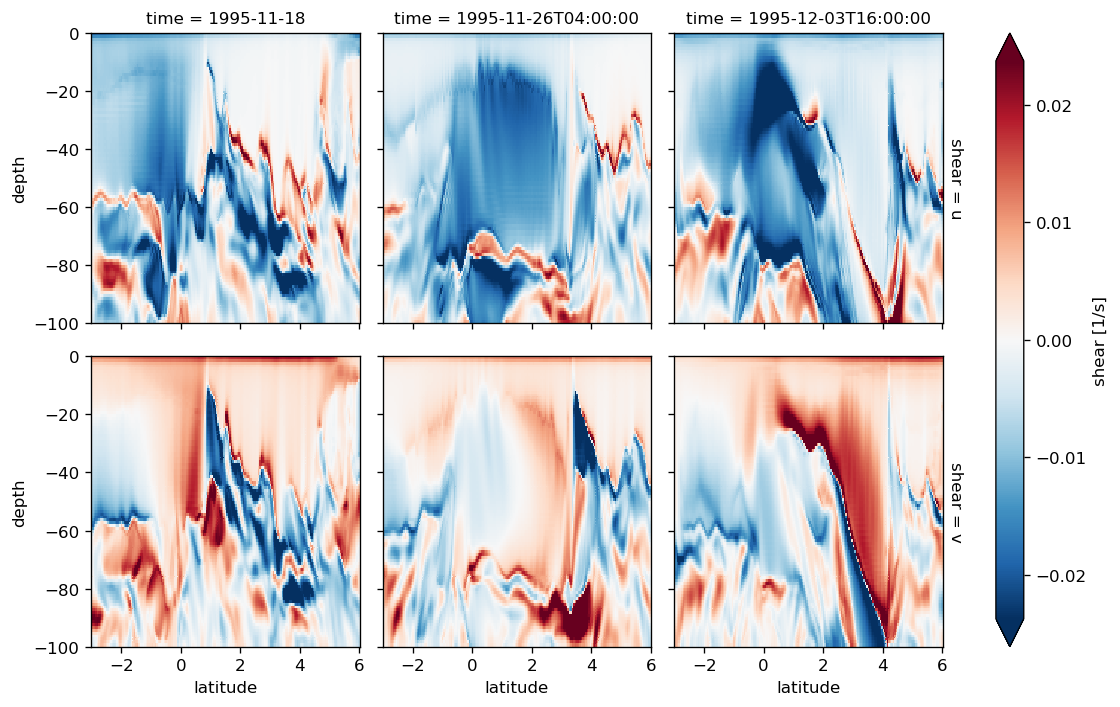 time = 1995-11-18
time = 1995-11-26T04:00:00
time = 1995-12-03T16:00:00
0
−20
−40
−60
−80
−100
depth
shear = u
0
−20
−40
−60
−80
−100
depth
shear = v
−2
0
2
4
6
latitude
−2
0
2
4
6
latitude
−2
0
2
4
6
latitude
0.02
0.01
0.00
−0.01
−0.02
shear [1/s]